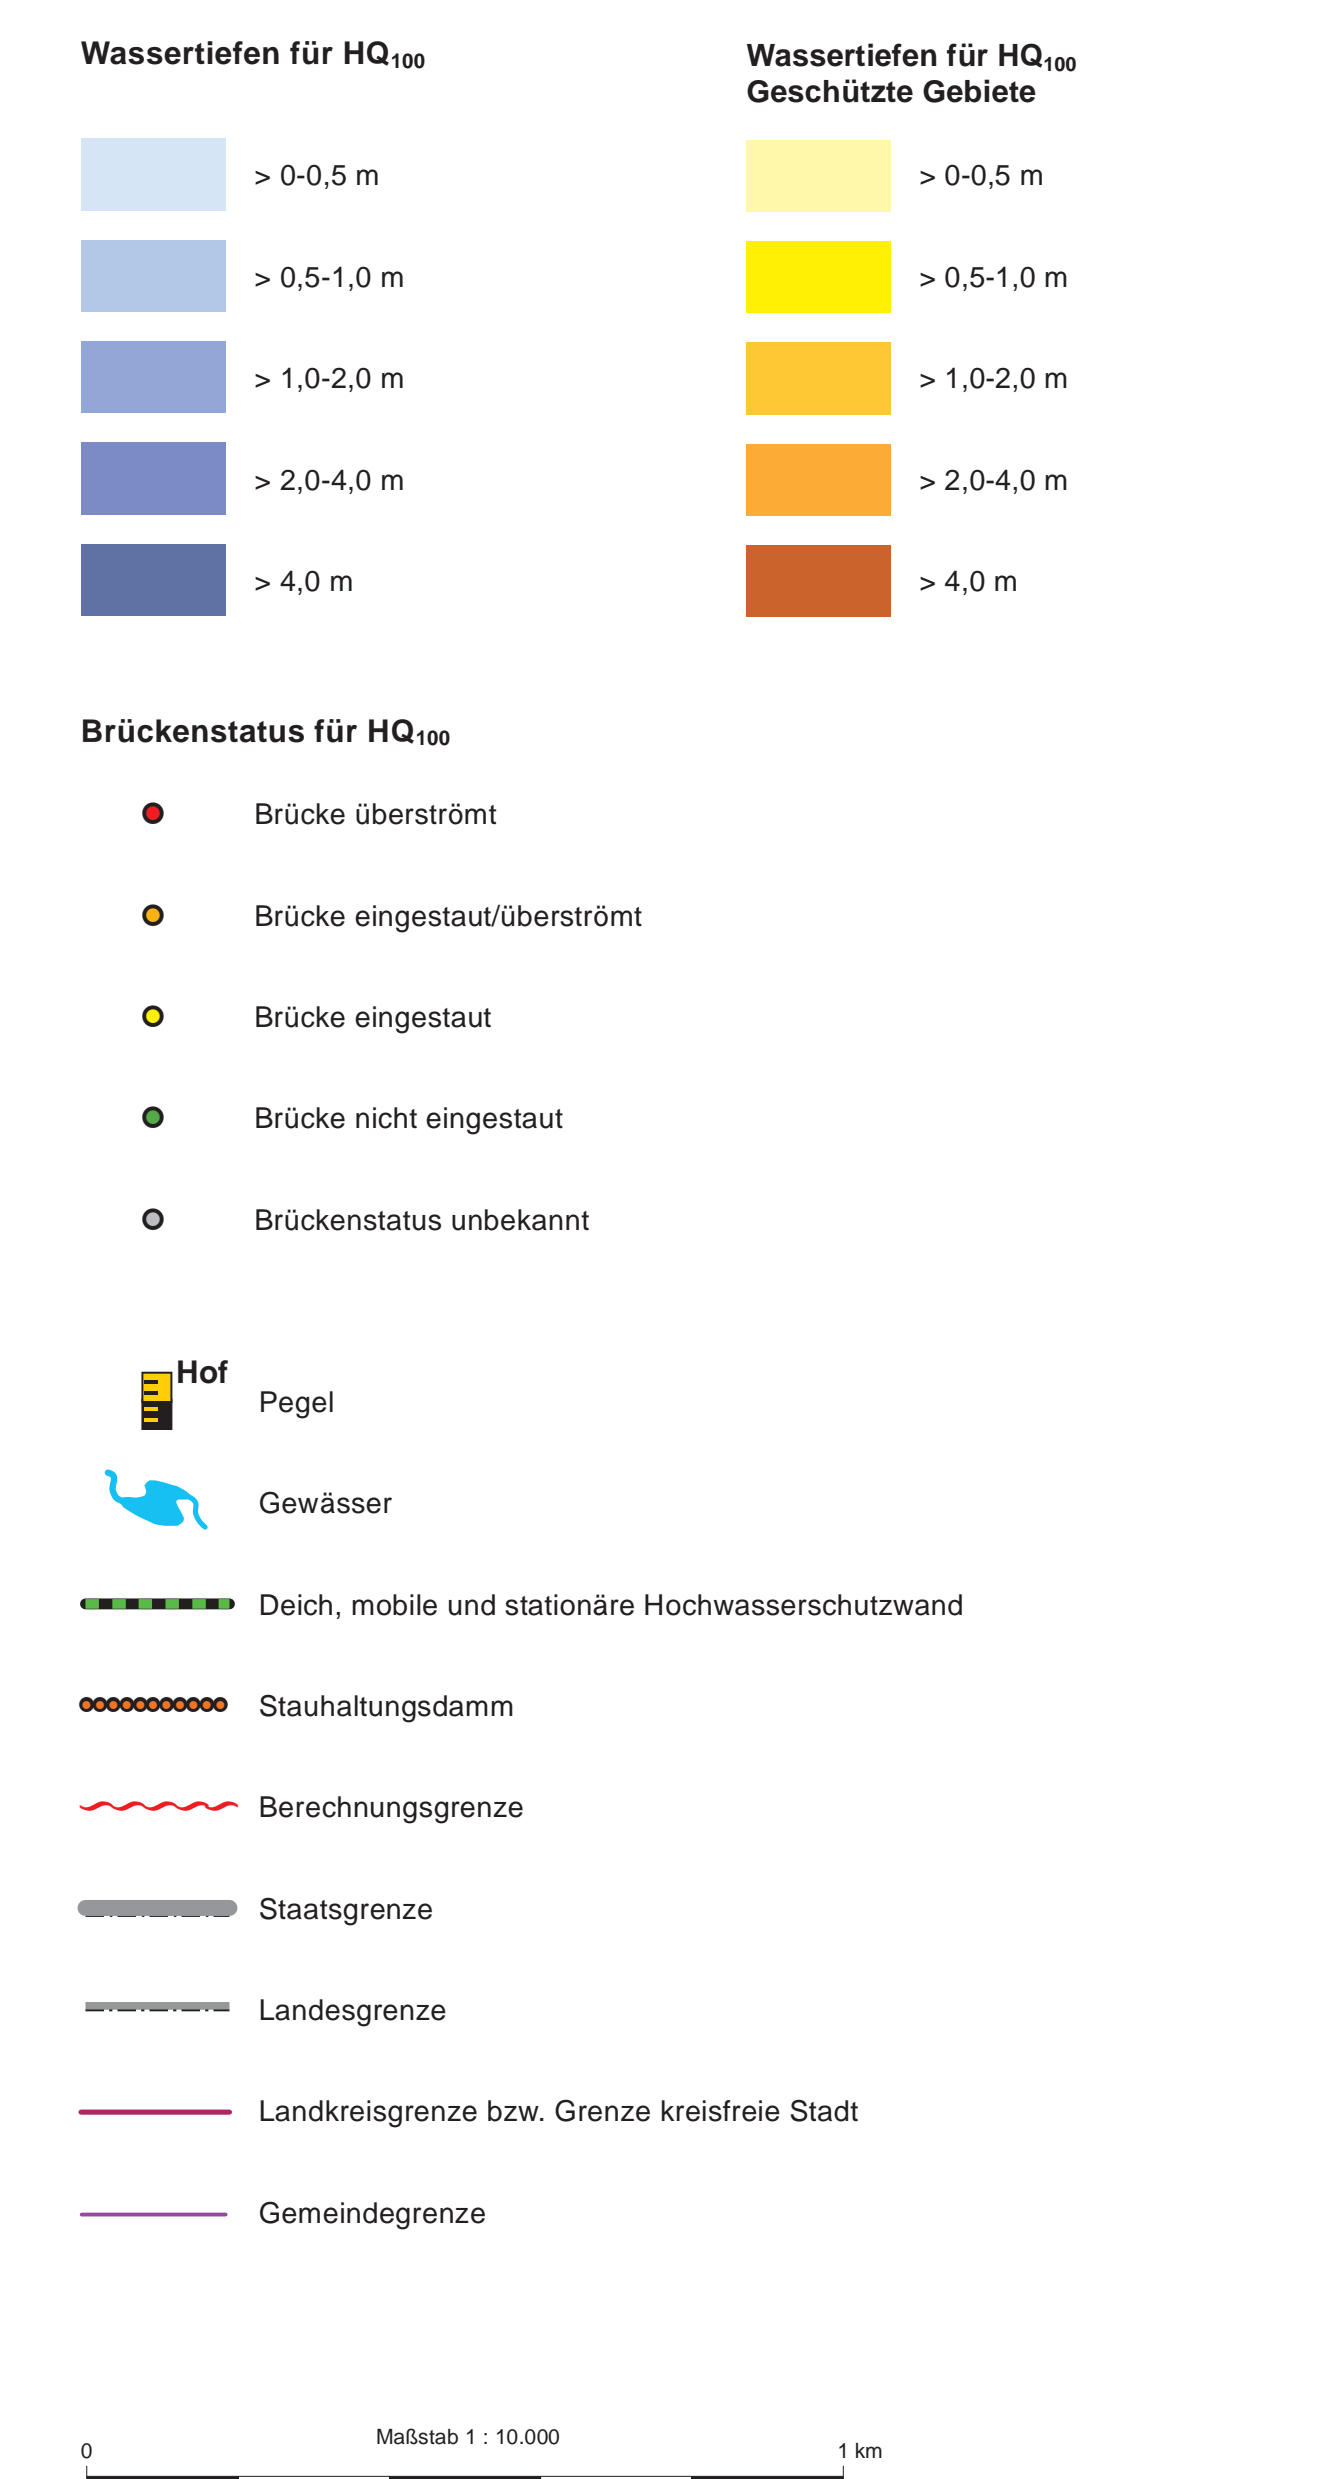 Wassertiefen für HQ100
> 0-0,5 m
> 0,5-1,0 m
> 1,0-2,0 m
> 2,0-4,0 m
> 4,0 m
Wassertiefen für HQ100
Geschützte Gebiete
> 0-0,5 m
> 0,5-1,0 m
> 1,0-2,0 m
> 2,0-4,0 m
> 4,0 m
Brückenstatus für HQ100
Brücke überströmt
Brücke eingestaut/überströmt
Brücke eingestaut
Brücke nicht eingestaut
Brückenstatus unbekannt
Hof
Pegel
Gewässer
Deich, mobile und stationäre Hochwasserschutzwand
Stauhaltungsdamm
Berechnungsgrenze
Staatsgrenze
Landesgrenze
Landkreisgrenze bzw. Grenze kreisfreie Stadt
Gemeindegrenze
Maßstab 1 : 10.000
0 1 km